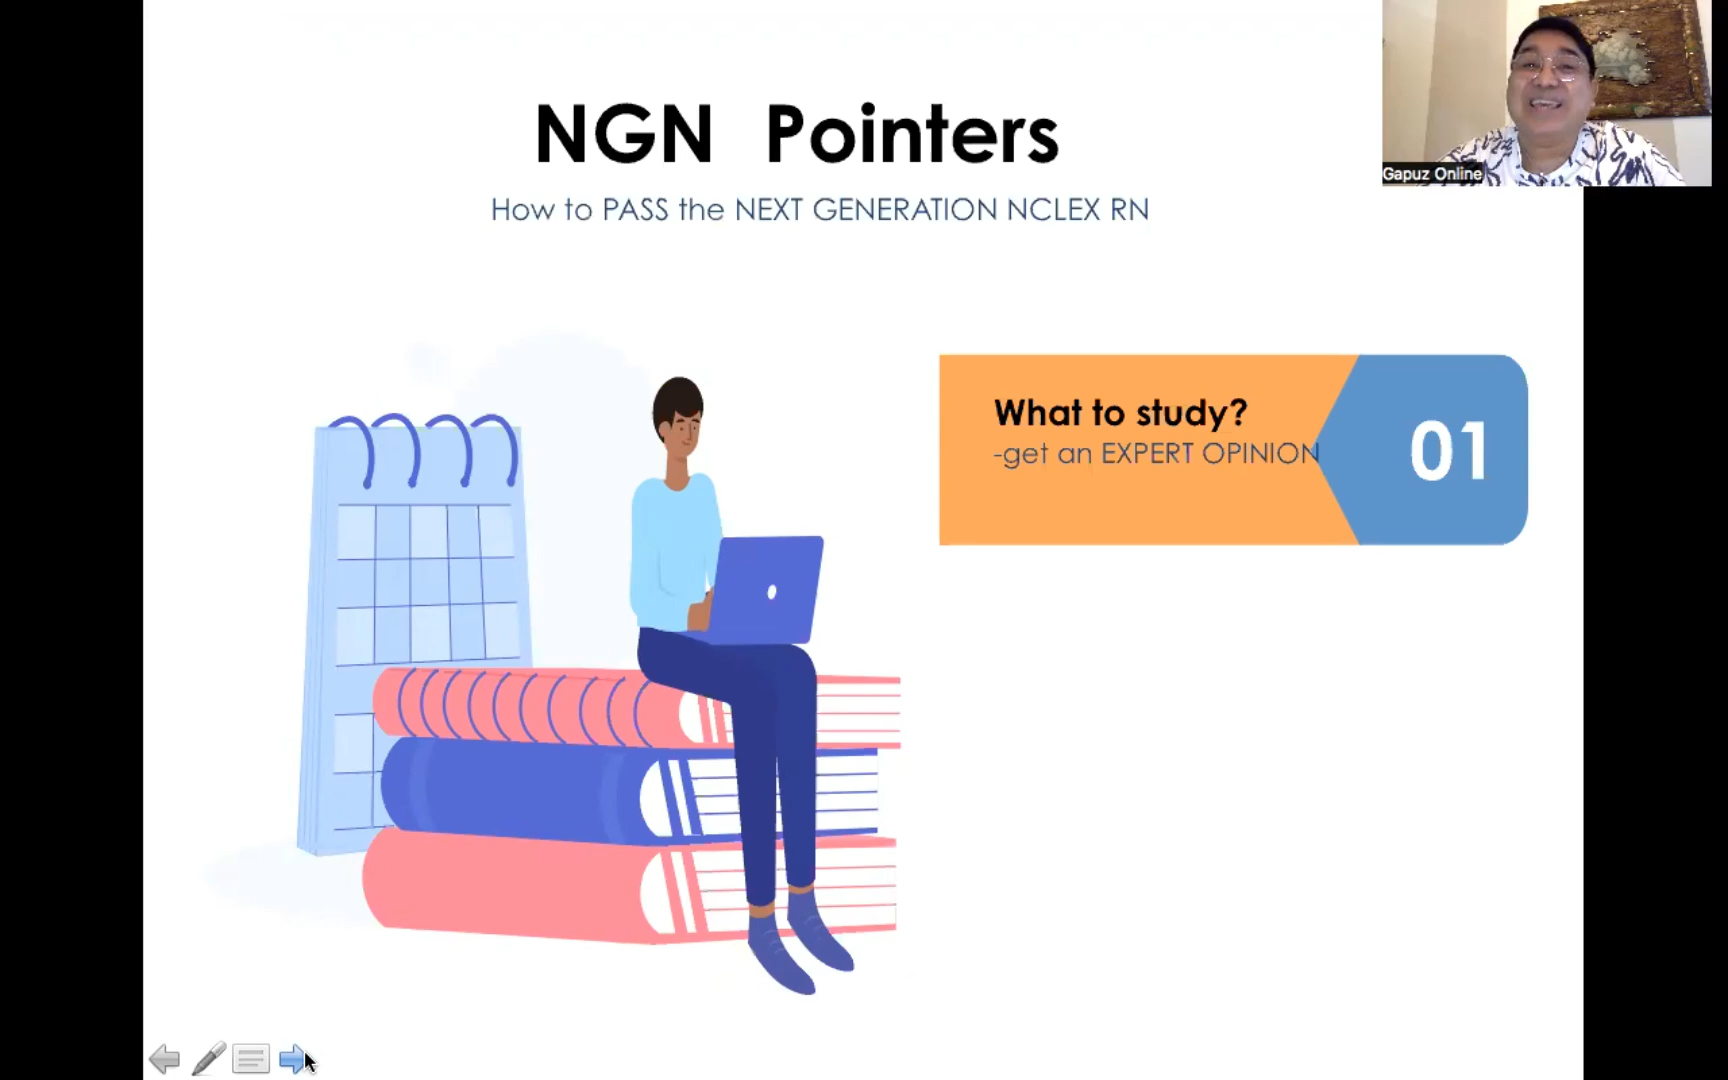 NGN Pointers
How to PASS the NEXT GENERATION NCLEX RN
Gapuz Online
What to study?
-get an EXPERT OPINION
01